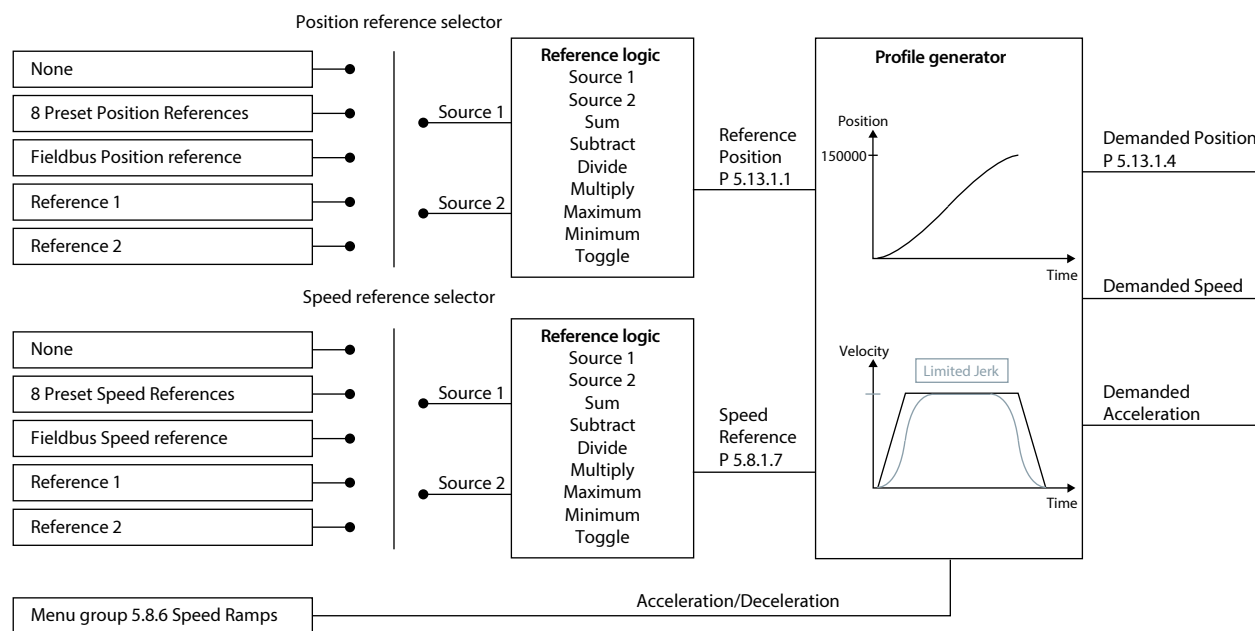 Position reference selector
None
8 Preset Position References
Fieldbus Position reference
Reference 1
Reference 2
Source 1
Source 2
Reference logic
Source 1
Source 2
Sum
Subtract
Divide
Multiply
Maximum
Minimum
Toggle
Reference
Position
P 5.13.1.1
Speed reference selector
None
8 Preset Speed References
Fieldbus Speed reference
Reference 1
Reference 2
Source 1
Source 2
Reference logic
Source 1
Source 2
Sum
Subtract
Divide
Multiply
Maximum
Minimum
Toggle
Speed
Reference
P 5.8.1.7
Profile generator
Position
150000
Time
Velocity
Limited Jerk
Time
Demanded Position
P 5.13.1.4
Demanded Speed
Demanded
Acceleration
Menu group 5.8.6 Speed Ramps
Acceleration/Deceleration